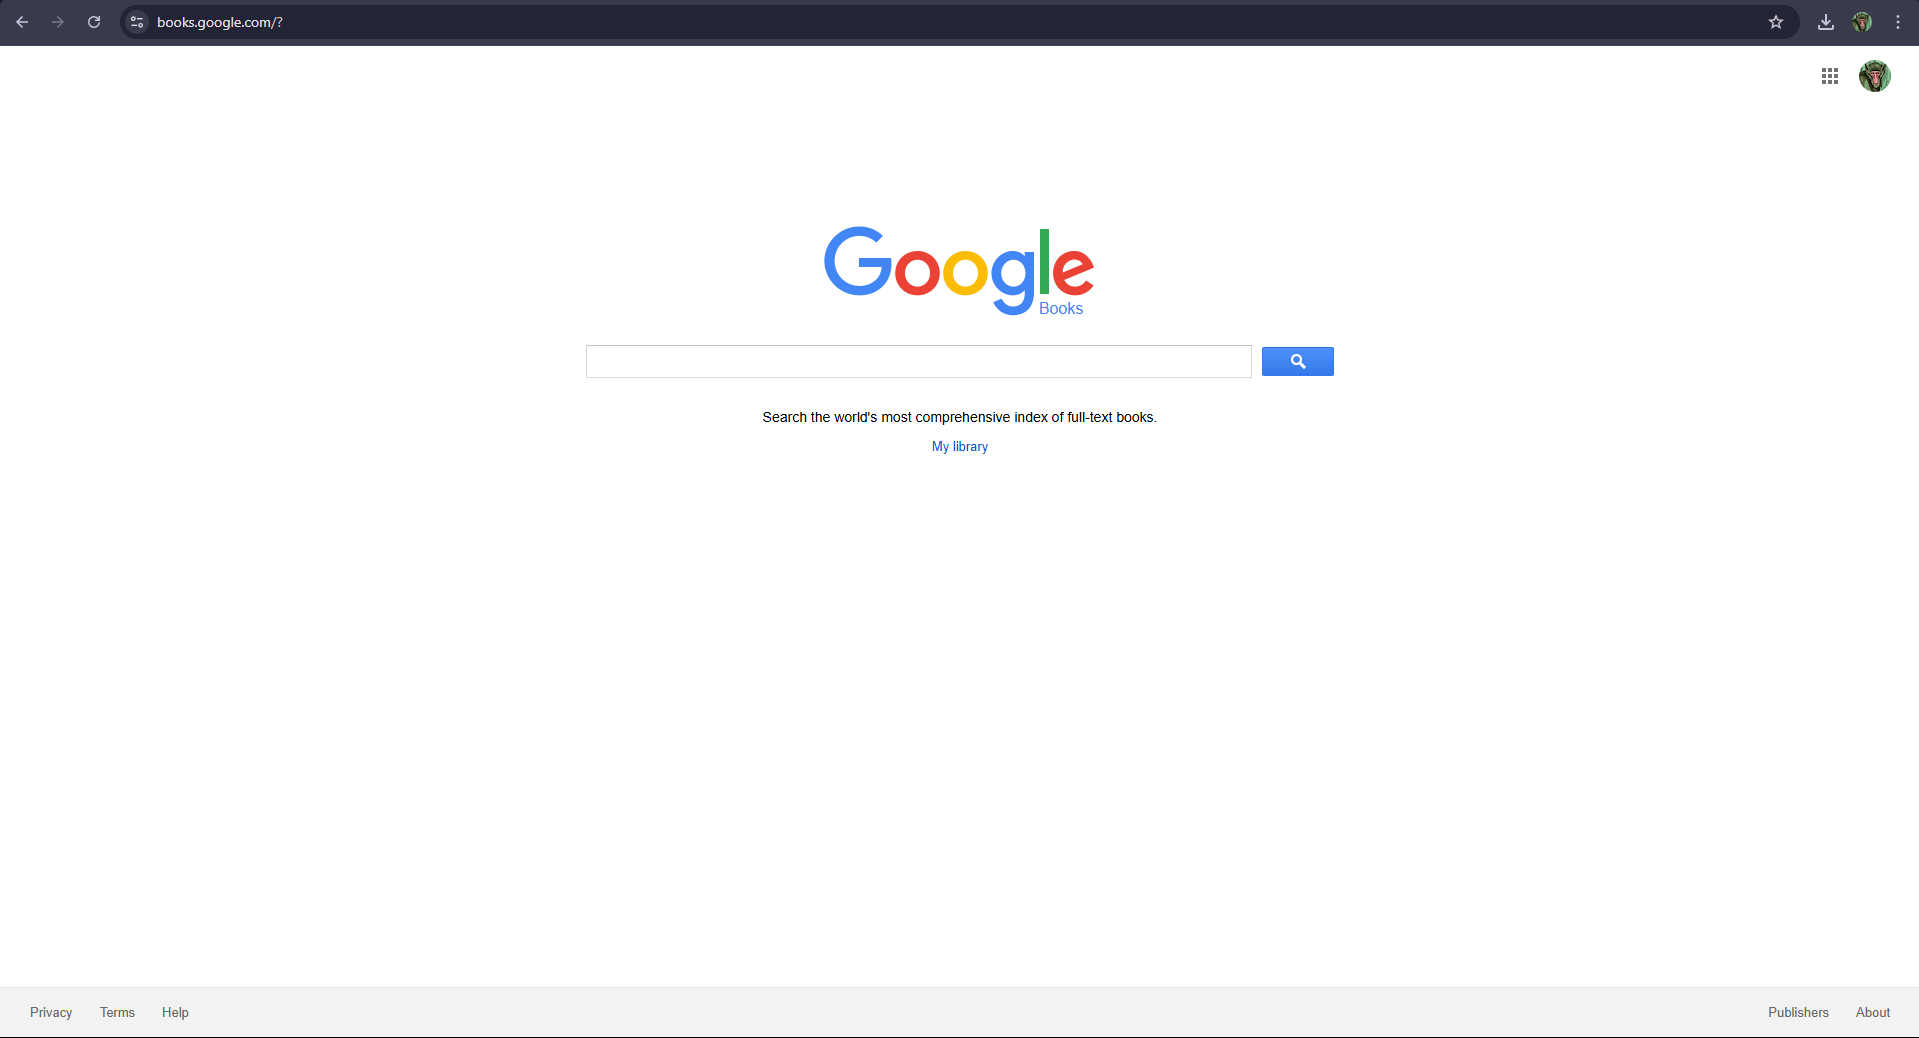 books.google.com/?
Google
Books
Search the world's most comprehensive index of full-text books.
My library
Privacy Terms Help Publishers About